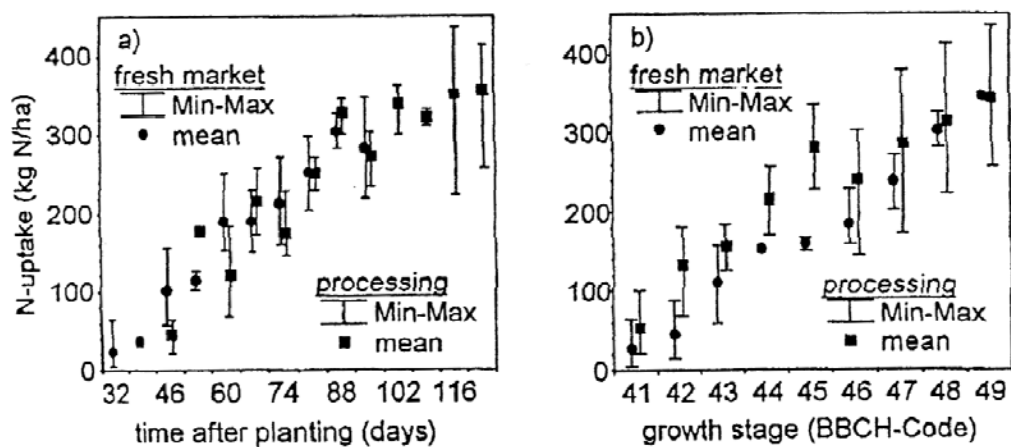 a)
fresh market
Min-Max
mean
processing
Min-Max
mean
N-uptake (kg N/ha)
400
300
200
100
0
32 46 60 74 88 102 116
time after planting (days)
b)
fresh market
Min-Max
mean
processing
Min-Max
mean
400
300
200
100
0
41 42 43 44 45 46 47 48 49
growth stage (BBCH-Code)